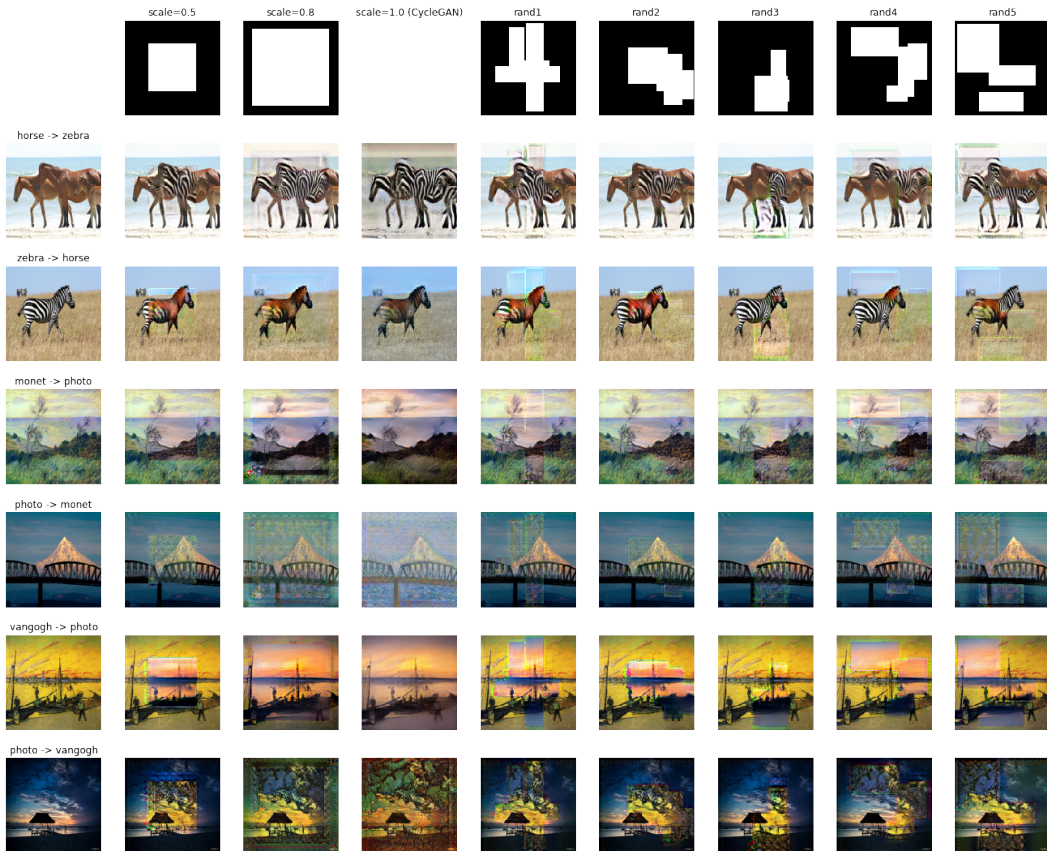 scale=0.5 scale=0.8 scale=1.0 (CycleGAN) rand1 rand2 rand3 rand4 rand5
horse -> zebra
zebra -> horse
monet -> photo
photo -> monet
vangogh -> photo
photo -> vangogh